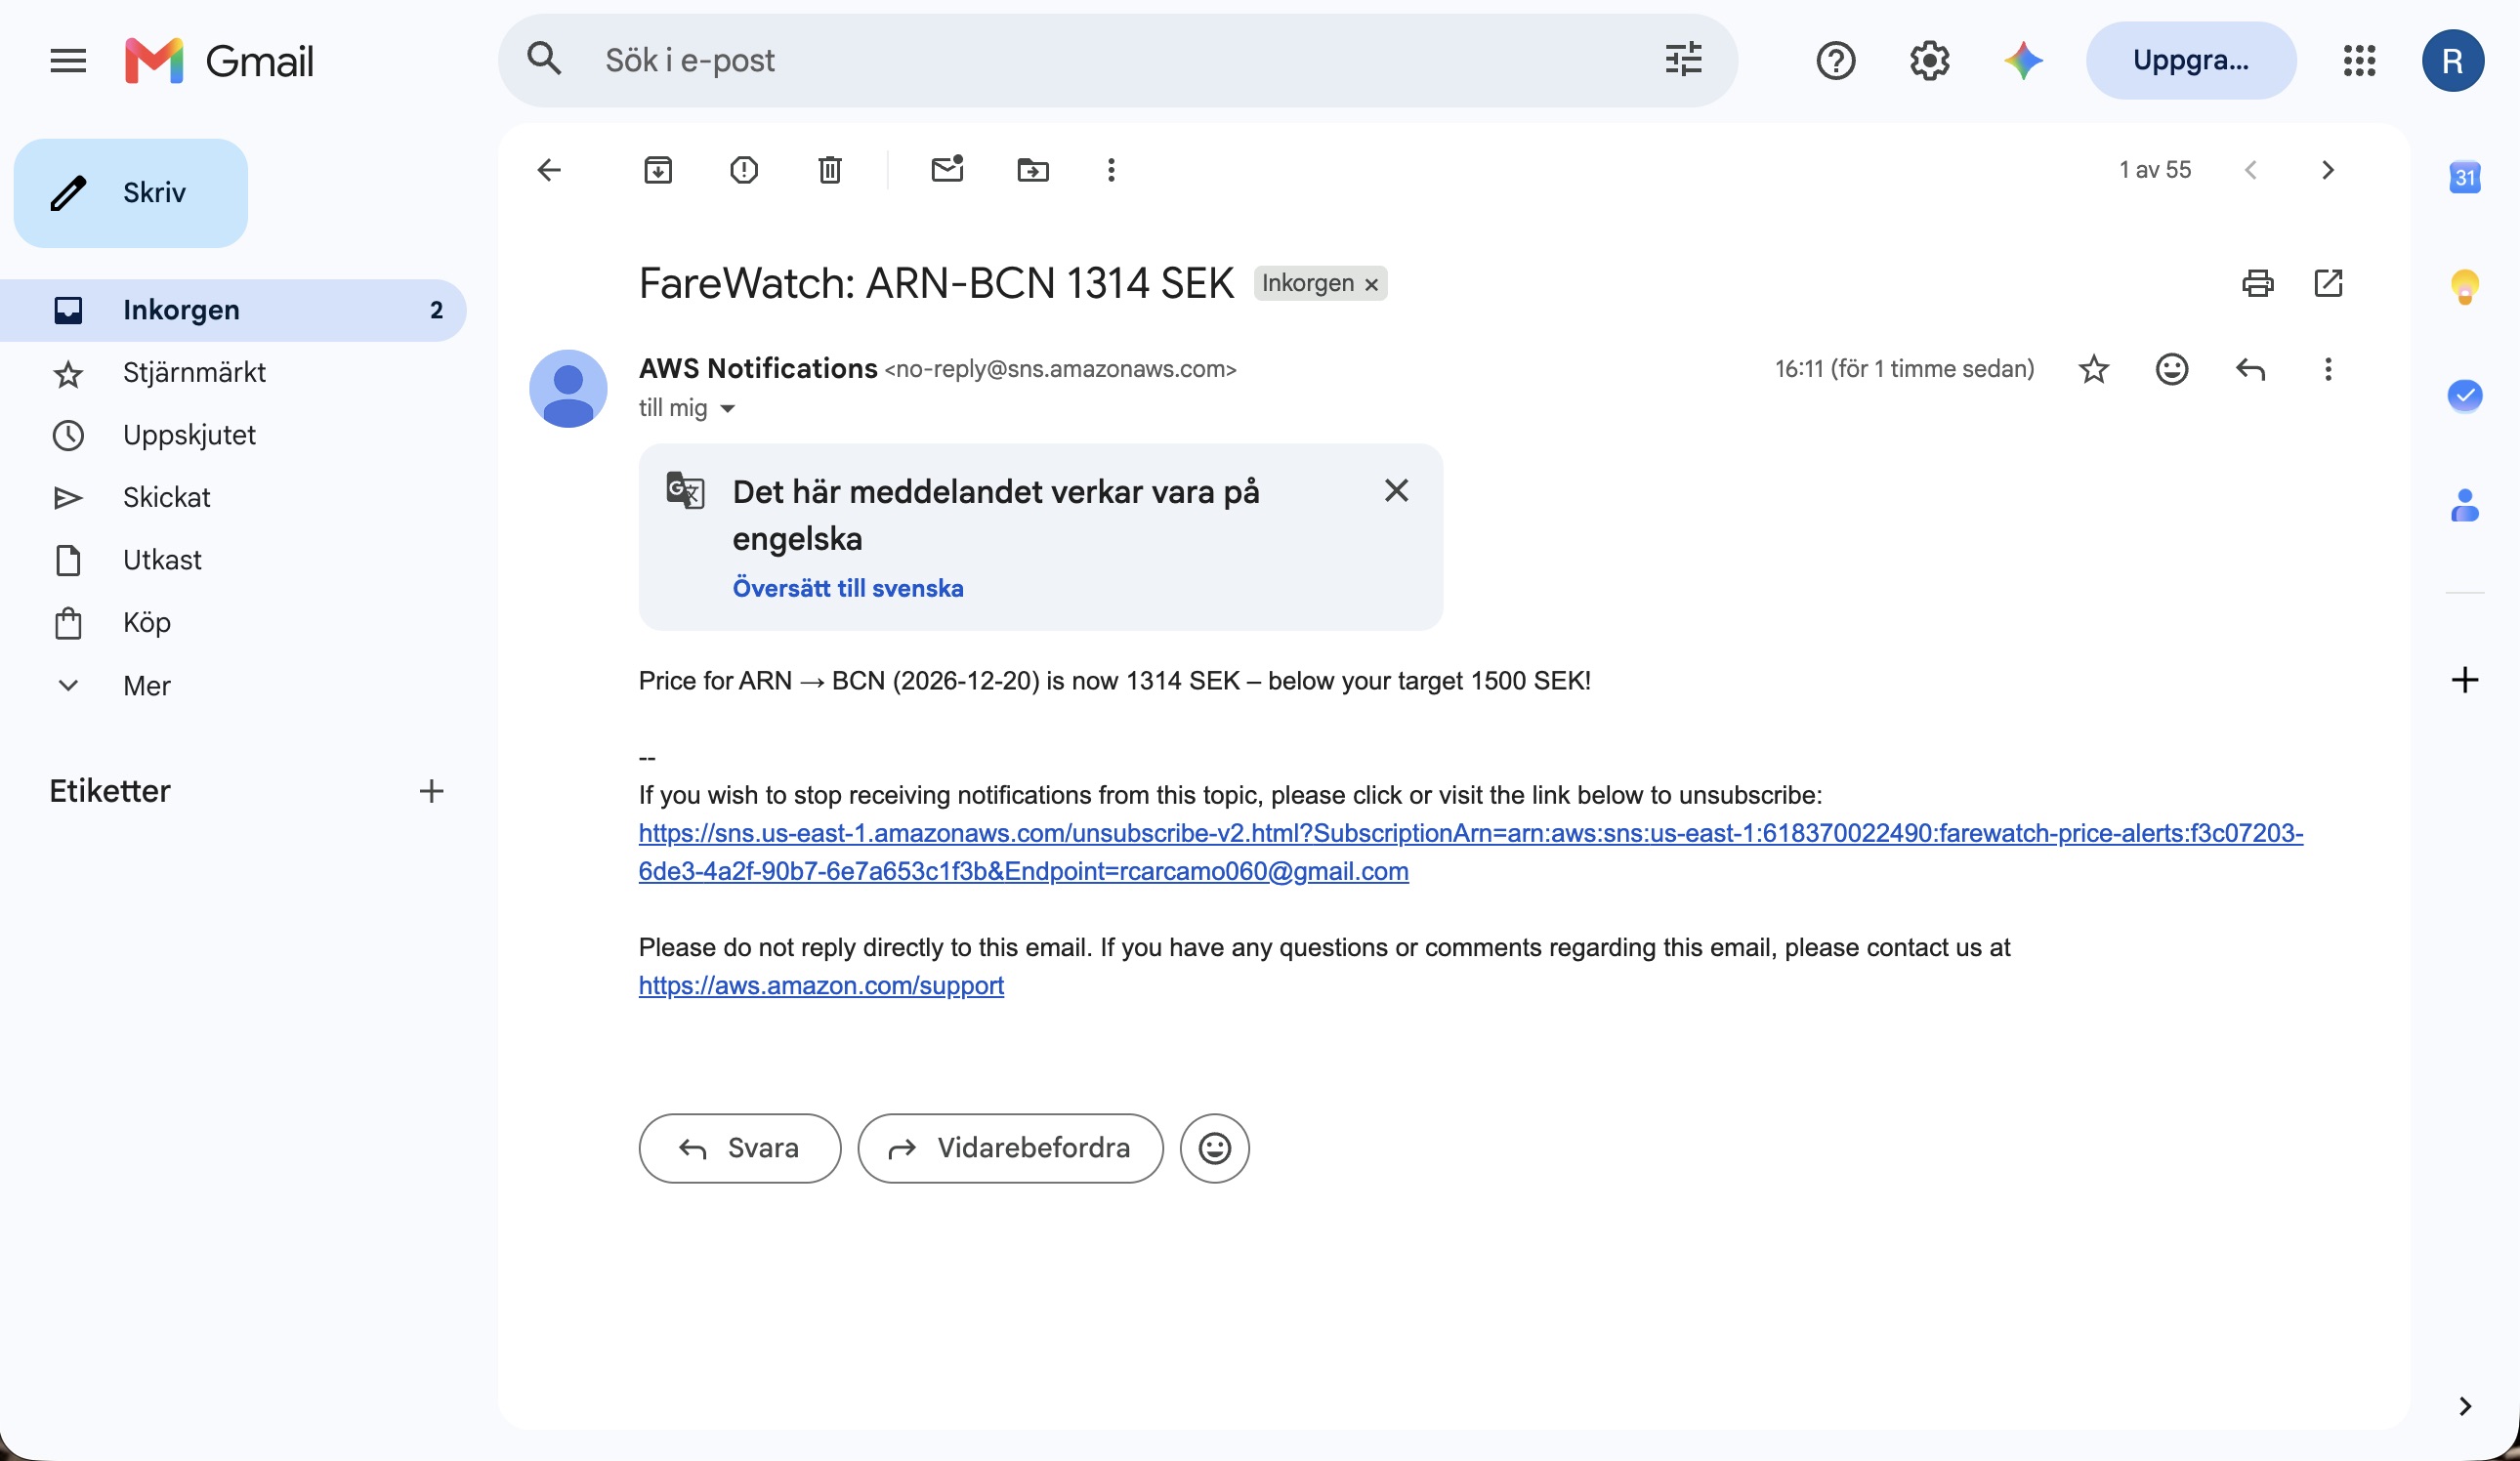 Gmail
Sök i e-post
Uppgra...
R
Skriv
1 av 55
31
Inkorgen 2
Stjärnmärkt
Uppskjutet
Skickat
Utkast
Köp
Mer
Etiketter
FareWatch: ARN-BCN 1314 SEK Inkorgen ×
AWS Notifications <no-reply@sns.amazonaws.com> 16:11 (för 1 timme sedan)
till mig
Det här meddelandet verkar vara på
engelska
Översätt till svenska
Price for ARN → BCN (2026-12-20) is now 1314 SEK – below your target 1500 SEK!
--
If you wish to stop receiving notifications from this topic, please click or visit the link below to unsubscribe:
https://sns.us-east-1.amazonaws.com/unsubscribe-v2.html?SubscriptionArn=arn:aws:sns:us-east-1:618370022490:farewatch-price-alerts:f3c07203-
6de3-4a2f-90b7-6e7a653c1f3b&Endpoint=rcarcamo060@gmail.com
Please do not reply directly to this email. If you have any questions or comments regarding this email, please contact us at
https://aws.amazon.com/support
Svara
Vidarebefordra